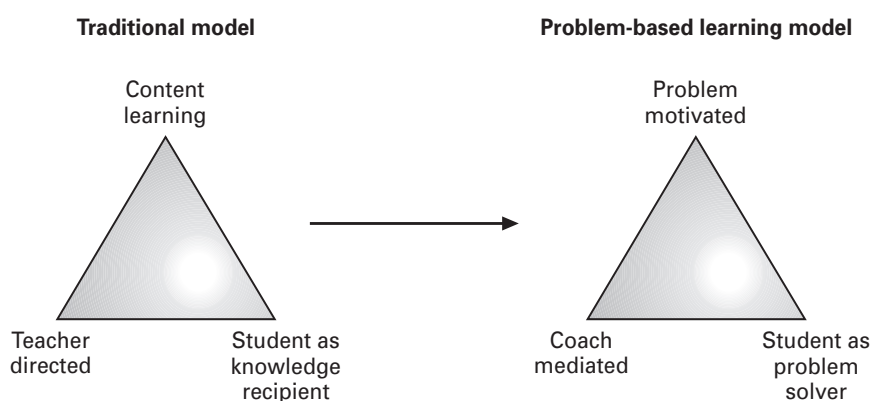 Traditional model
Problem-based learning model
Content
learning
Problem
motivated
Teacher
directed
Student as
knowledge
recipient
Coach
mediated
Student as
problem
solver